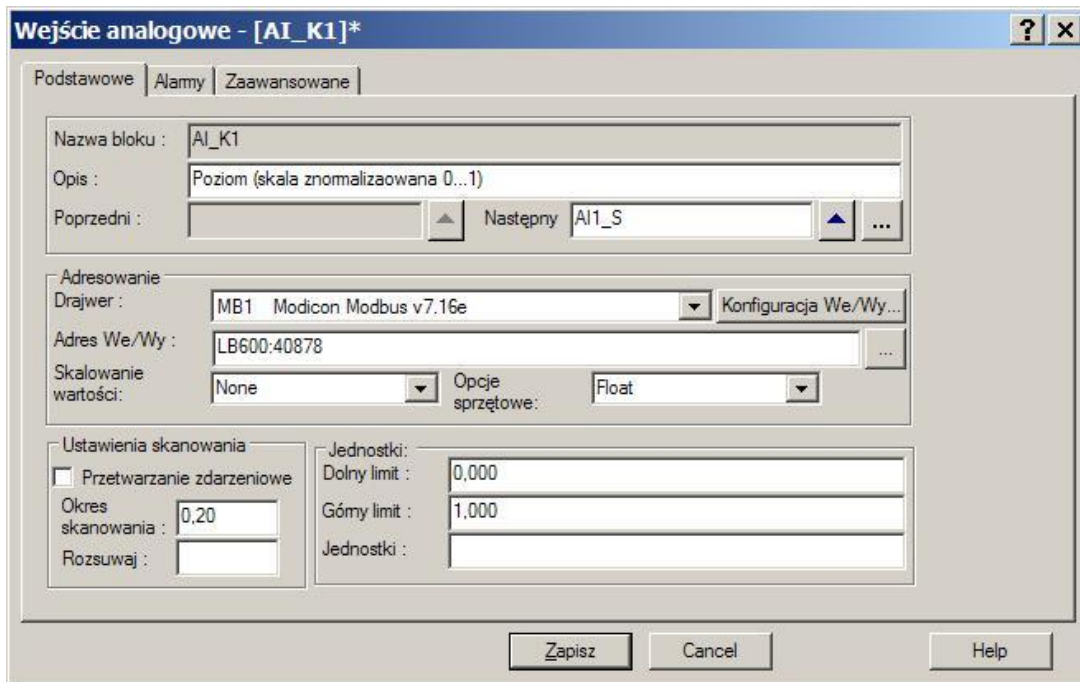 Wejście analogowe - [AI_K1]*
Podstawowe Alarmy Zaawansowane
Nazwa bloku : AI_K1
Opis : Poziom (skala znormalizaowana 0...1)
Poprzedni : Następny AI1_S ...
Adresowanie
Drajwer : MB1 Modicon Modbus v7.16e Konfiguracja We/Wy...
Adres We/Wy : LB600:40878 ...
Skalowanie wartości: None Opcje sprzętowe: Float
Ustawienia skanowania
Przetwarzanie zdarzeniowe
Okres skanowania : 0,20
Rozsuwaj :
Jednostki:
Dolny limit : 0,000
Górny limit : 1,000
Jednostki :
Zapisz Cancel Help